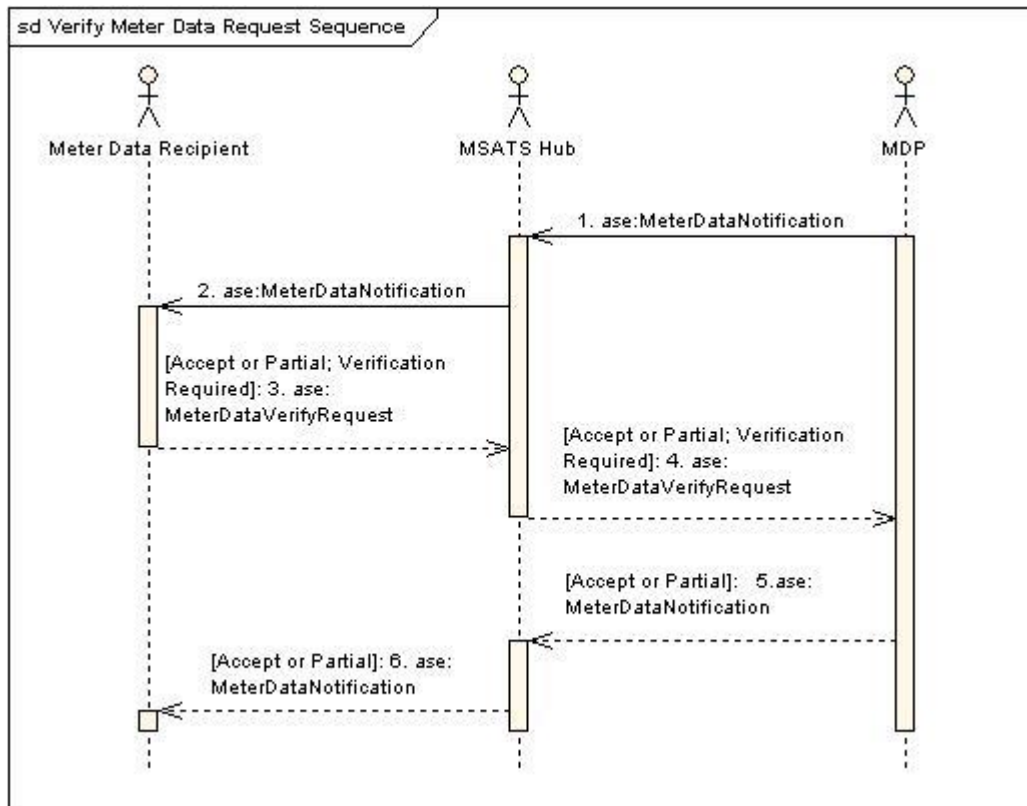 sd Verify Meter Data Request Sequence
Meter Data Recipient
MSATS Hub
MDP
1. ase:MeterDataNotification
2. ase:MeterDataNotification
[Accept or Partial; Verification
Required]: 3. ase:
MeterDataVerifyRequest
[Accept or Partial; Verification
Required]: 4. ase:
MeterDataVerifyRequest
[Accept or Partial]: 5.ase:
MeterDataNotification
[Accept or Partial]: 6. ase:
MeterDataNotification